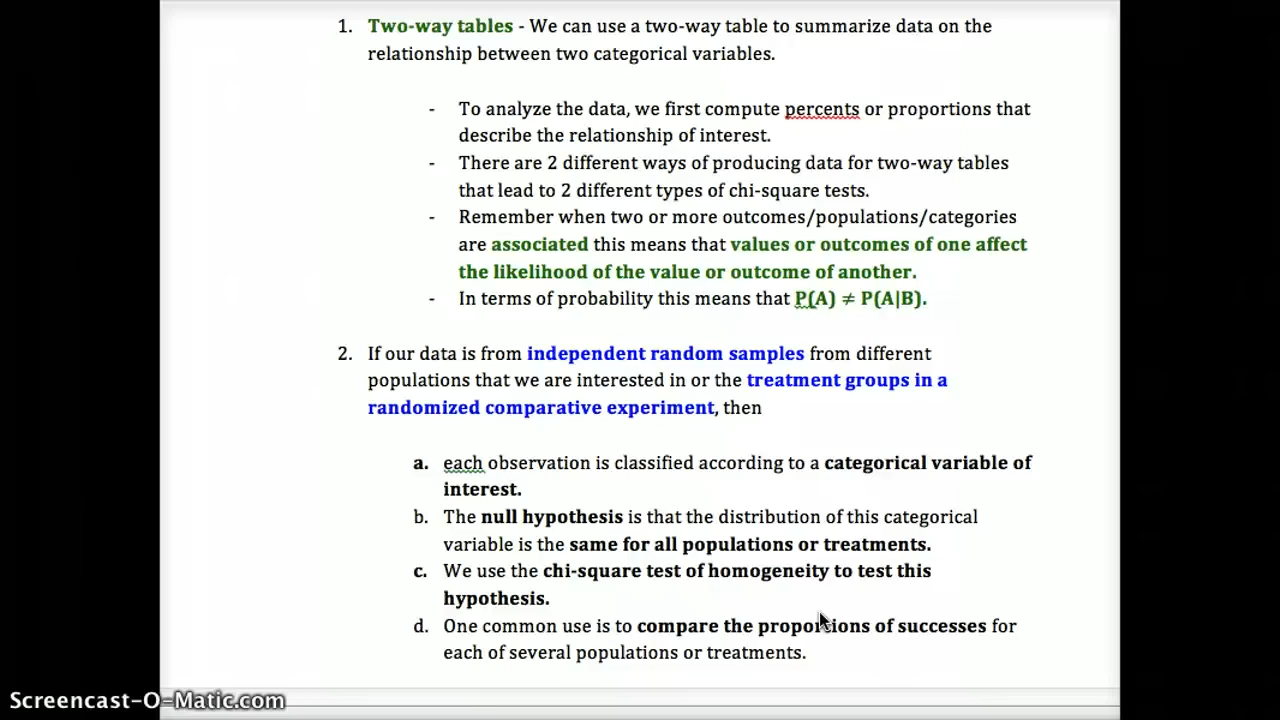 1. Two-way tables - We can use a two-way table to summarize data on the
relationship between two categorical variables.
- To analyze the data, we first compute percents or proportions that
describe the relationship of interest.
- There are 2 different ways of producing data for two-way tables
that lead to 2 different types of chi-square tests.
- Remember when two or more outcomes/populations/categories
are associated this means that values or outcomes of one affect
the likelihood of the value or outcome of another.
- In terms of probability this means that P(A) ≠ P(A|B).
2. If our data is from independent random samples from different
populations that we are interested in or the treatment groups in a
randomized comparative experiment, then
a. each observation is classified according to a categorical variable of
interest.
b. The null hypothesis is that the distribution of this categorical
variable is the same for all populations or treatments.
c. We use the chi-square test of homogeneity to test this
hypothesis.
d. One common use is to compare the proportions of successes for
each of several populations or treatments.
Screencast-O-Matic.com